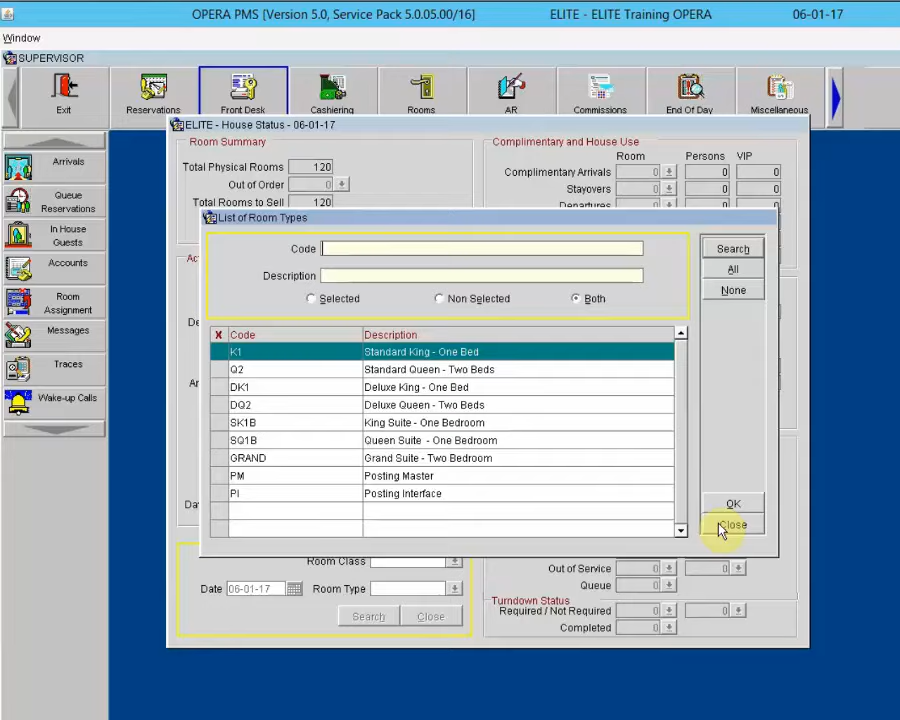 OPERA PMS [Version 5.0, Service Pack 5.0.05.00/16] ELITE - ELITE Training OPERA 06-01-17
Window
SUPERVISOR
Exit Reservations Front Desk Cashiering Rooms AR Commissions End Of Day Miscellaneous
ELITE - House Status - 06-01-17
Arrivals
Queue
Reservations
In House
Guests
Accounts
Room
Assignment
Messages
Traces
Wake-up Calls
Room Summary
Total Physical Rooms 120
Out of Order 0
Total Rooms to Sell 120
Complimentary and House Use
Room Persons VIP
Complimentary Arrivals 0 0 0
Stayovers 0 0 0
Departures
List of Room Types
Code
Description
Selected Non Selected Both
Search
All
None
X Code Description
K1 Standard King - One Bed
Q2 Standard Queen - Two Beds
DK1 Deluxe King - One Bed
DQ2 Deluxe Queen - Two Beds
SK1B King Suite - One Bedroom
SQ1B Queen Suite - One Bedroom
GRAND Grand Suite - Two Bedroom
PM Posting Master
PI Posting Interface
OK
Close
Room Class
Date 06-01-17 Room Type
Search Close
Out of Service 0 0
Queue 0
Turndown Status
Required / Not Required 0 0
Completed 0